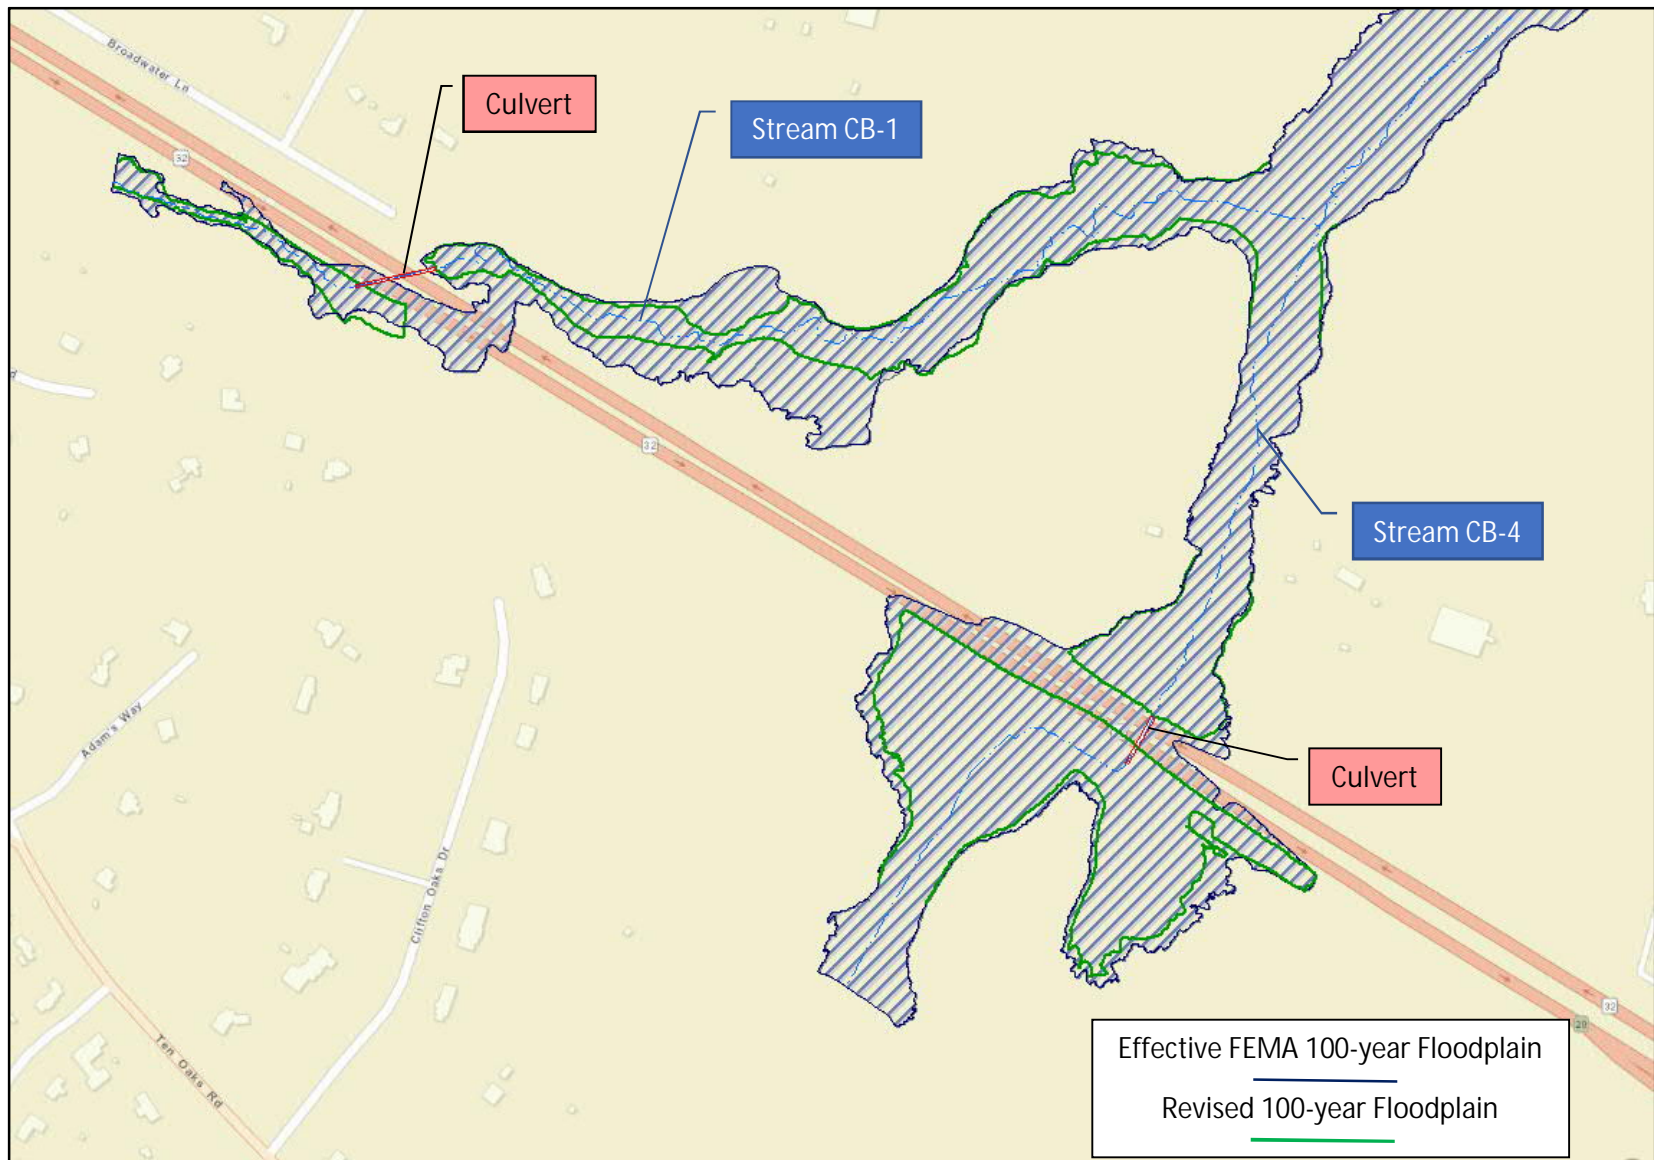 Broadwater Ln
Culvert
Stream CB-1
32
32
Stream CB-4
Adam's Way
Culvert
Clifton Oaks Dr
Ten Oaks Rd
32
Effective FEMA 100-year Floodplain
Revised 100-year Floodplain